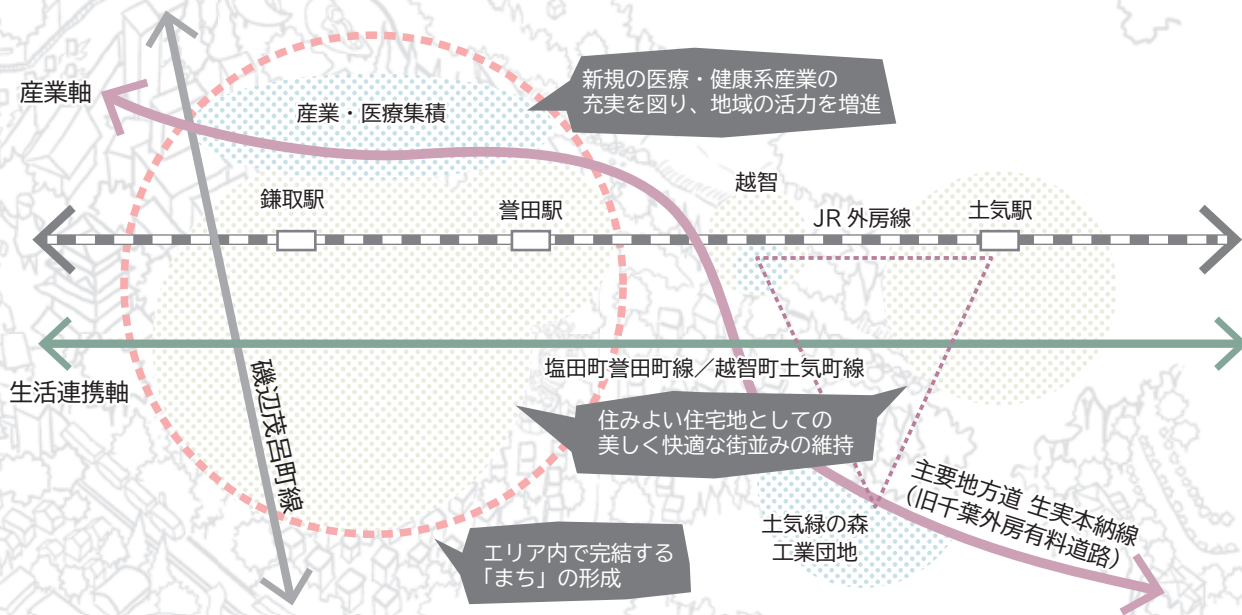 産業軸
産業・医療集積
新規の医療・健康系産業の
充実を図り、地域の活力を増進
鎌取駅
誉田駅
越智
JR 外房線
土気駅
塩田町誉田町線／越智町土気町線
生活連携軸
磯辺茂呂町線
住みよい住宅地としての
美しく快適な街並みの維持
主要地方道 生実本納線
（旧千葉外房有料道路）
土気緑の森
工業団地
エリア内で完結する
「まち」の形成